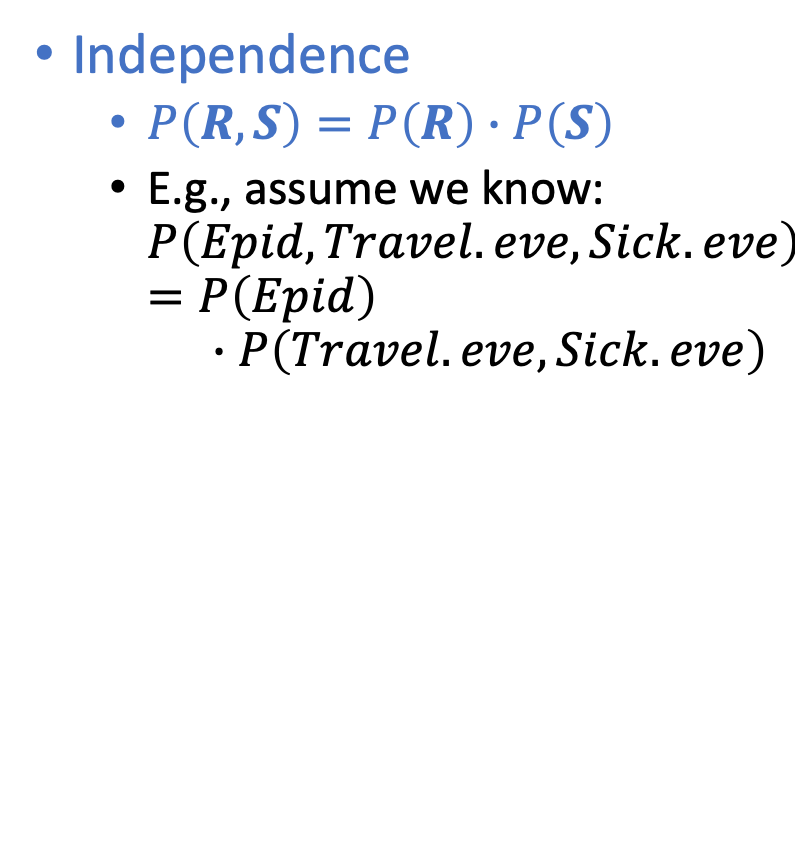 • Independence
• P(R, S) = P(R) · P(S)
• E.g., assume we know:
P(Epid, Travel. eve, Sick. eve)
= P(Epid)
· P(Travel. eve, Sick. eve)